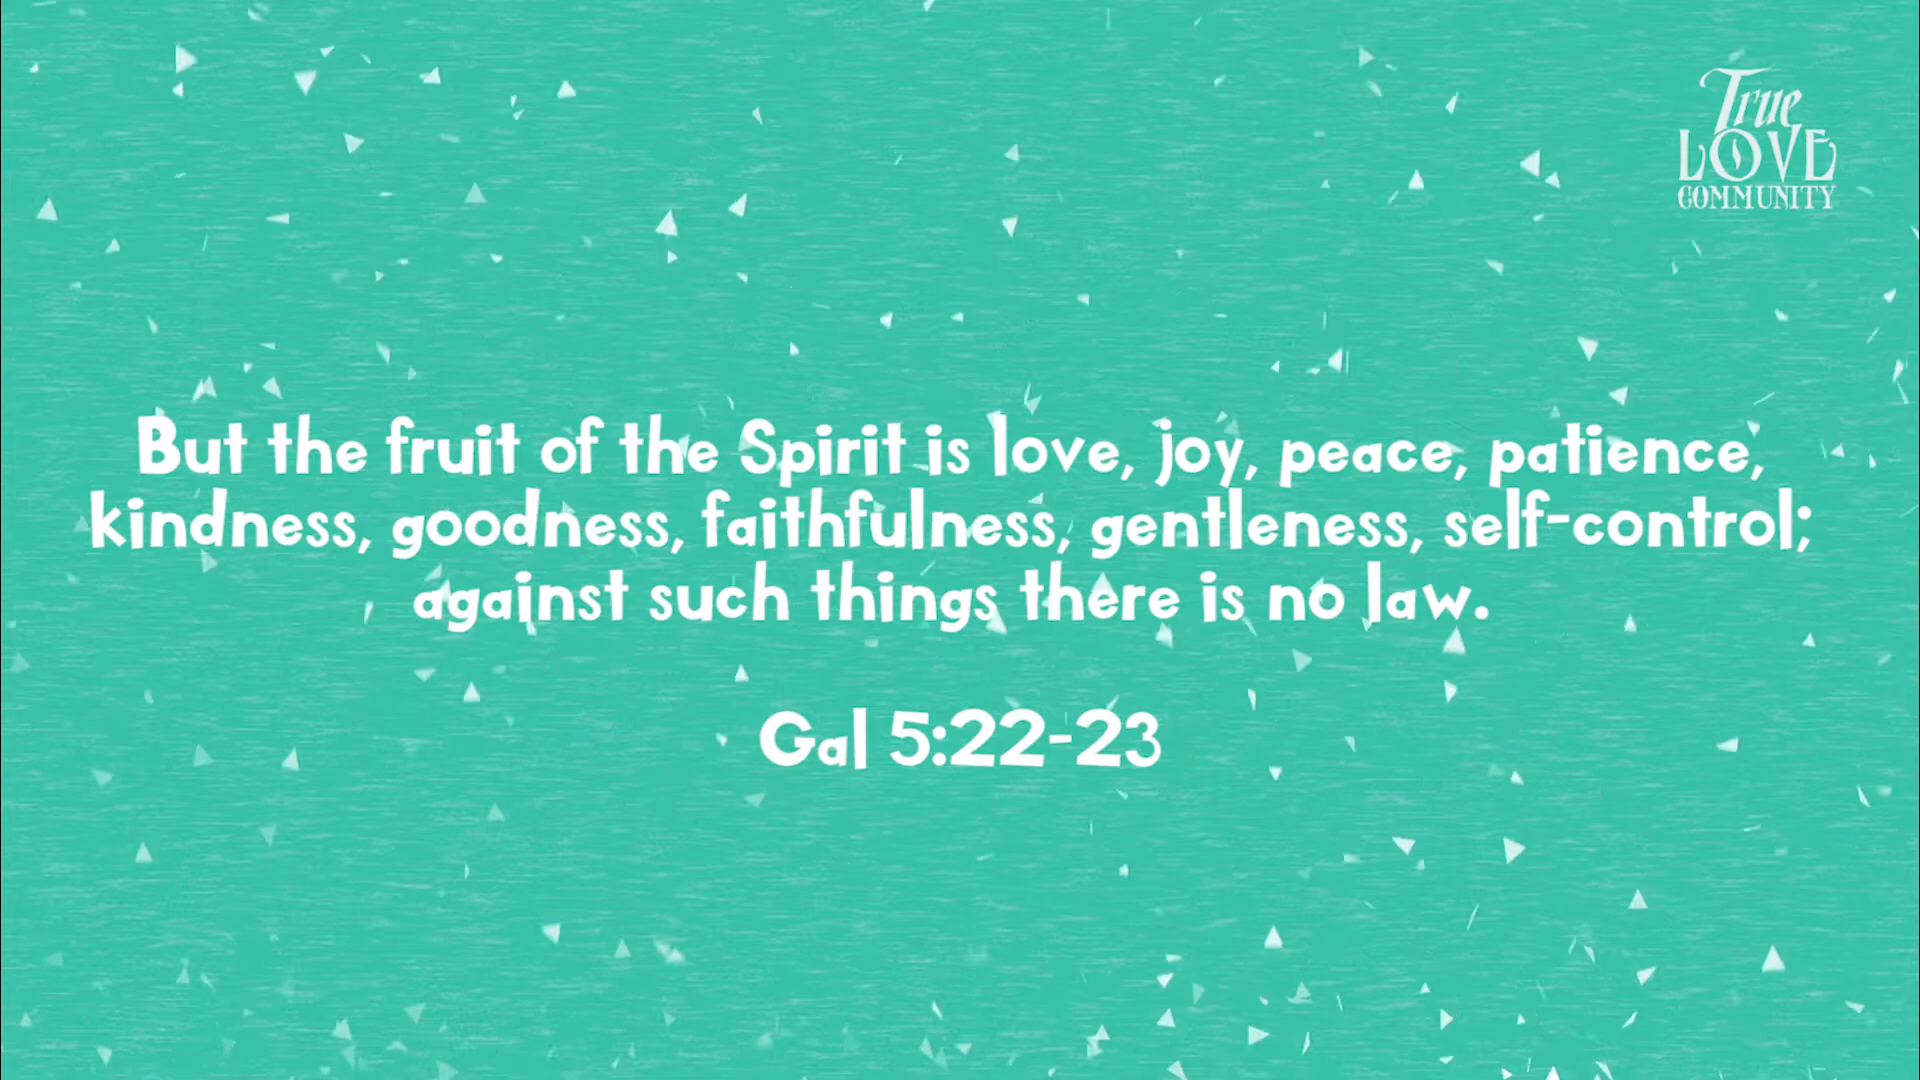 True
LOVE
COMMUNITY
But the fruit of the Spirit is love, joy, peace, patience,
kindness, goodness, faithfulness, gentleness, self-control;
against such things there is no law.
Gal 5:22-23